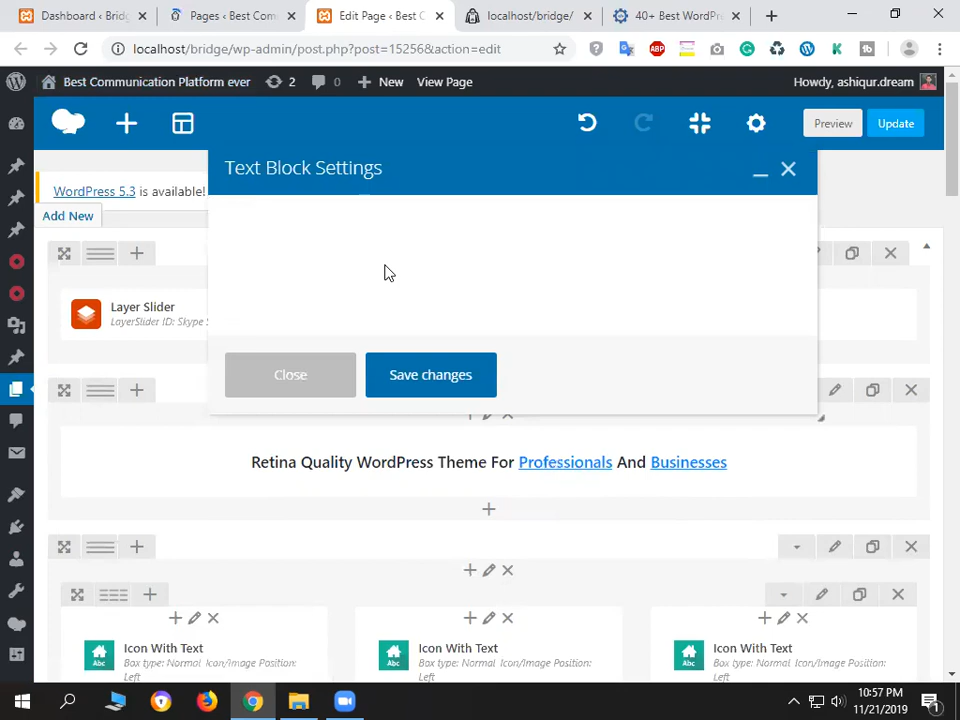 Dashboard ‹ Bridg
Pages ‹ Best Com
Edit Page ‹ Best C
localhost/bridge/
40+ Best WordPre
localhost/bridge/wp-admin/post.php?post=15256&action=edit
Best Communication Platform ever
2
0
New
View Page
Howdy, ashiqur.dream
Preview
Update
Text Block Settings
WordPress 5.3 is available!
Add New
Layer Slider
LayerSlider ID: Skype S
Close
Save changes
Retina Quality WordPress Theme For Professionals And Businesses
Icon With Text
Box type: Normal Icon/Image Position:
Left
Icon With Text
Box type: Normal Icon/Image Position:
Left
Icon With Text
Box type: Normal Icon/Image Position:
Left
10:57 PM
11/21/2019